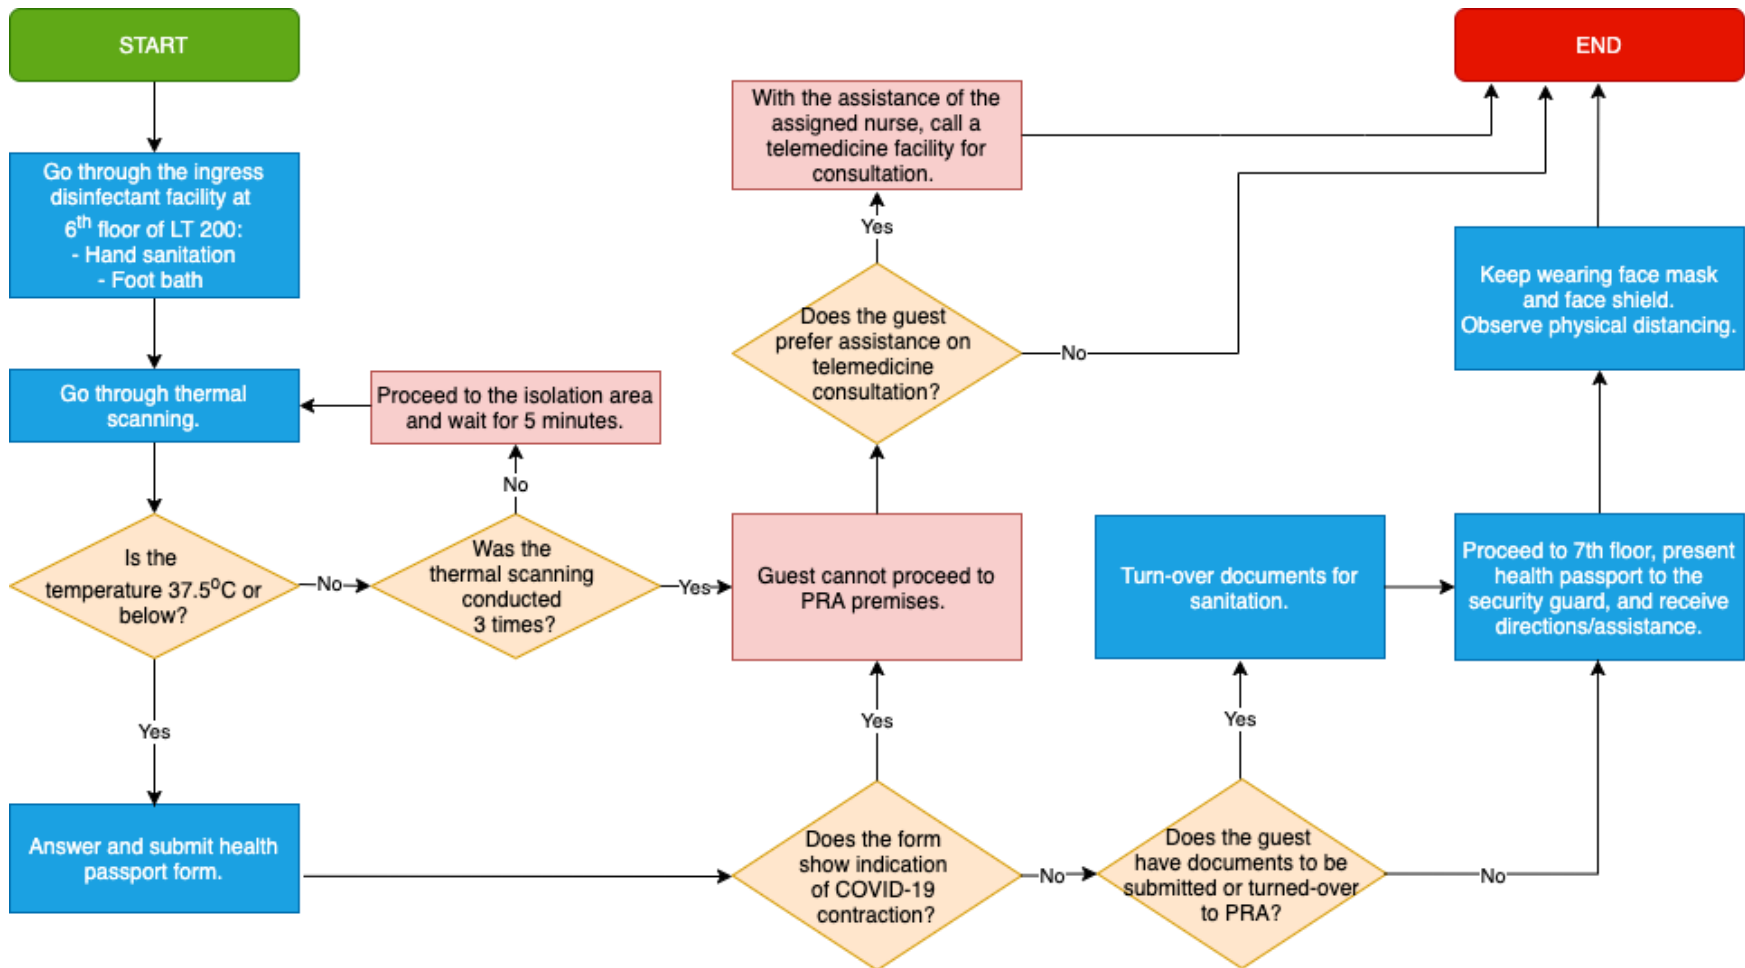 START
Go through the ingress
disinfectant facility at
6th floor of LT 200:
- Hand sanitation
- Foot bath
Go through thermal
scanning.
Is the
temperature 37.5oC or
below?
No
Yes
Answer and submit health
passport form.
Proceed to the isolation area
and wait for 5 minutes.
No
Was the
thermal scanning
conducted
3 times?
Yes
With the assistance of the
assigned nurse, call a
telemedicine facility for
consultation.
Yes
Does the guest
prefer assistance on
telemedicine
consultation?
No
Guest cannot proceed to
PRA premises.
Yes
Does the form
show indication
of COVID-19
contraction?
No
Turn-over documents for
sanitation.
Yes
Does the guest
have documents to be
submitted or turned-over
to PRA?
No
END
Keep wearing face mask
and face shield.
Observe physical distancing.
Proceed to 7th floor, present
health passport to the
security guard, and receive
directions/assistance.